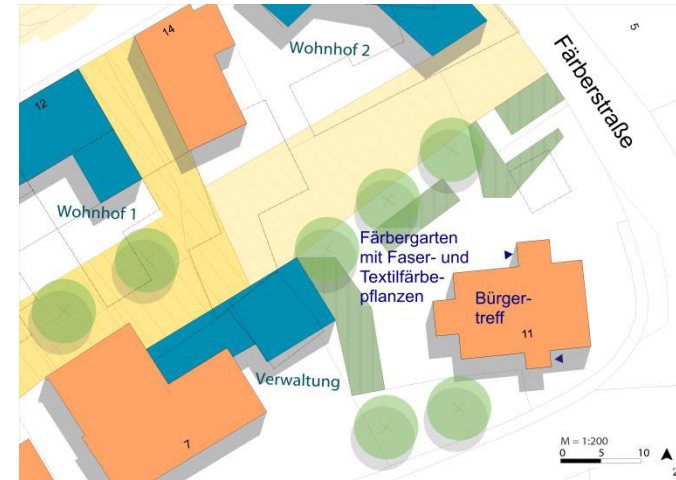 14
Wohnhof 2
5
Färberstraße
12
Wohnhof 1
Färbergarten
mit Faser- und
Textilfärbe-
pflanzen
Bürger-
treff
11
Verwaltung
7
M = 1:200
0 5 10
2